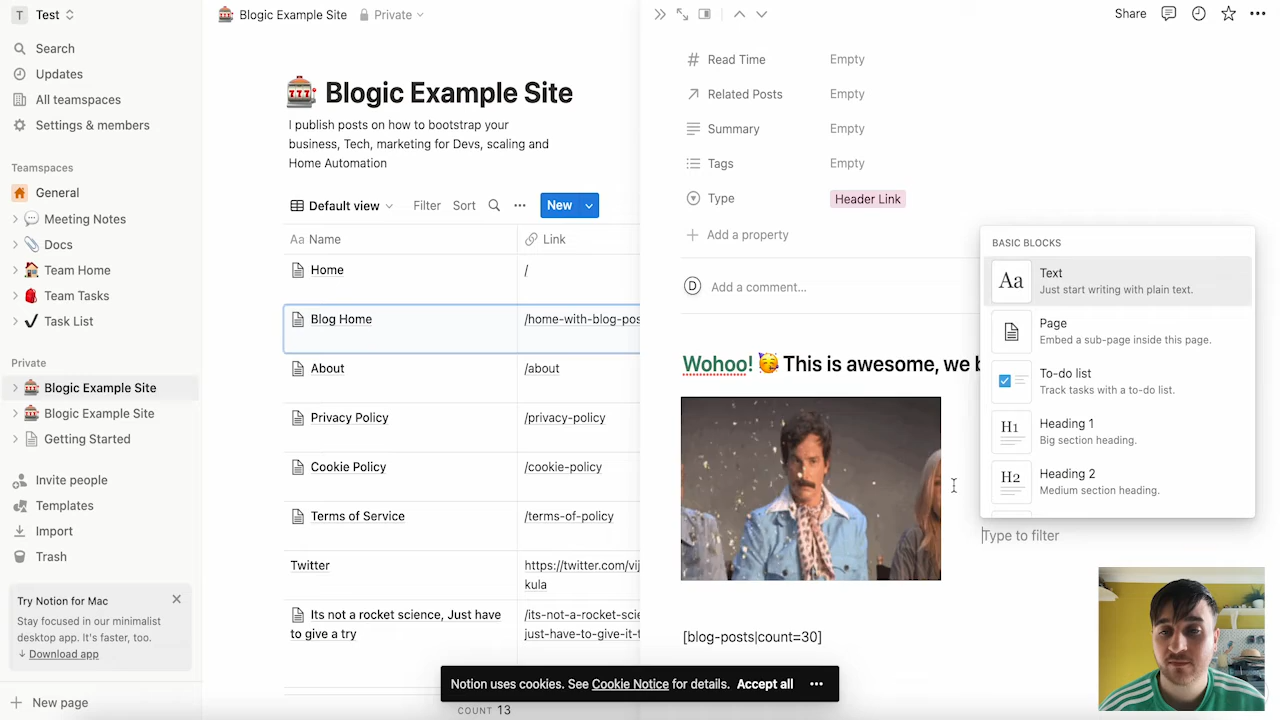 T Test
Search
Updates
All teamspaces
Settings & members
Teamspaces
General
Meeting Notes
Docs
Team Home
Team Tasks
Task List
Private
Blogic Example Site
Blogic Example Site
Getting Started
Invite people
Templates
Import
Trash
Try Notion for Mac
Stay focused in our minimalist
desktop app. It's faster, too.
↓ Download app
New page
Blogic Example Site
Private
777 Blogic Example Site
I publish posts on how to bootstrap your
business, Tech, marketing for Devs, scaling and
Home Automation
Default view
Filter
Sort
New
Aa Name
Link
Home
/
Blog Home
/home-with-blog-pos
About
/about
Privacy Policy
/privacy-policy
Cookie Policy
/cookie-policy
Terms of Service
/terms-of-policy
Twitter
https://twitter.com/vij
kula
Its not a rocket science, Just have
to give a try
/its-not-a-rocket-scie
just-have-to-give-it-t
COUNT 13
Share
Read Time
Empty
Related Posts
Empty
Summary
Empty
Tags
Empty
Type
Header Link
Add a property
D Add a comment...
Wohoo! 🥳 This is awesome, we b
[blog-posts|count=30]
BASIC BLOCKS
Aa
Text
Just start writing with plain text.
Page
Embed a sub-page inside this page.
To-do list
Track tasks with a to-do list.
H1
Heading 1
Big section heading.
H2
Heading 2
Medium section heading.
Type to filter
Notion uses cookies. See Cookie Notice for details. Accept all